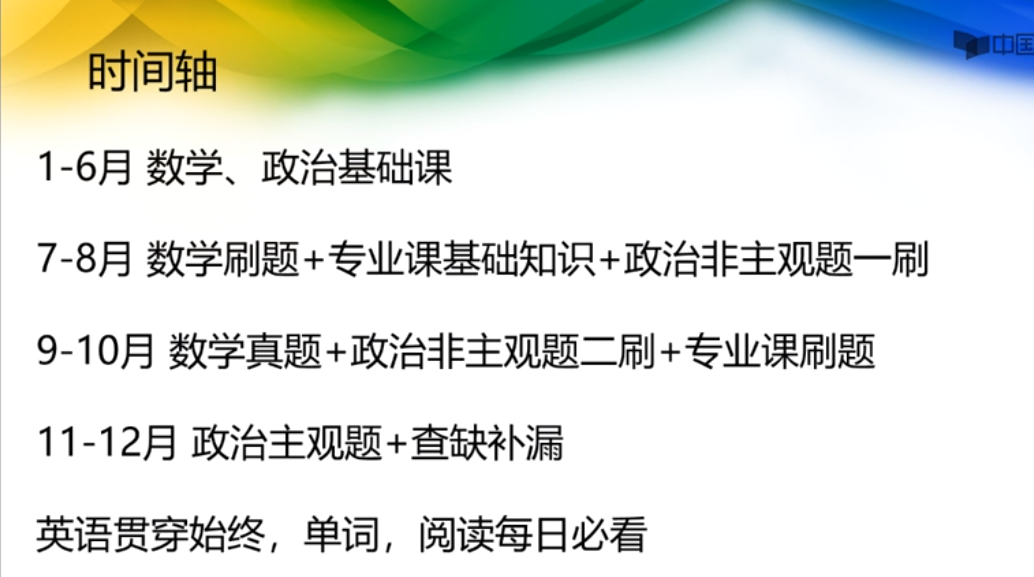 中国
时间轴
1-6月 数学、政治基础课
7-8月 数学刷题+专业课基础知识+政治非主观题一刷
9-10月 数学真题+政治非主观题二刷+专业课刷题
11-12月 政治主观题+查缺补漏
英语贯穿始终，单词，阅读每日必看